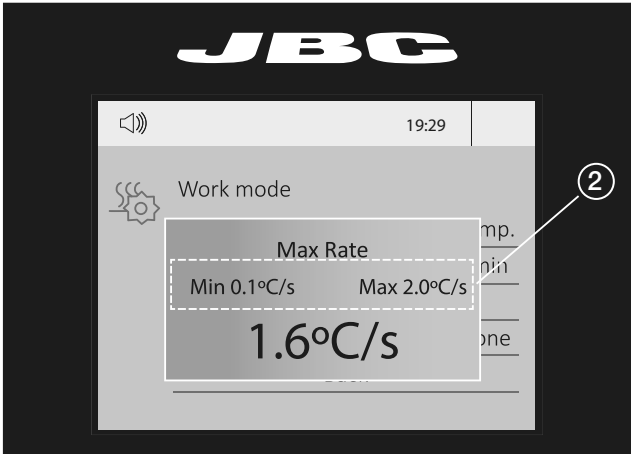 JBC
19:29
Work mode
Max Rate
Min 0.1ºC/s Max 2.0ºC/s
1.6ºC/s
2